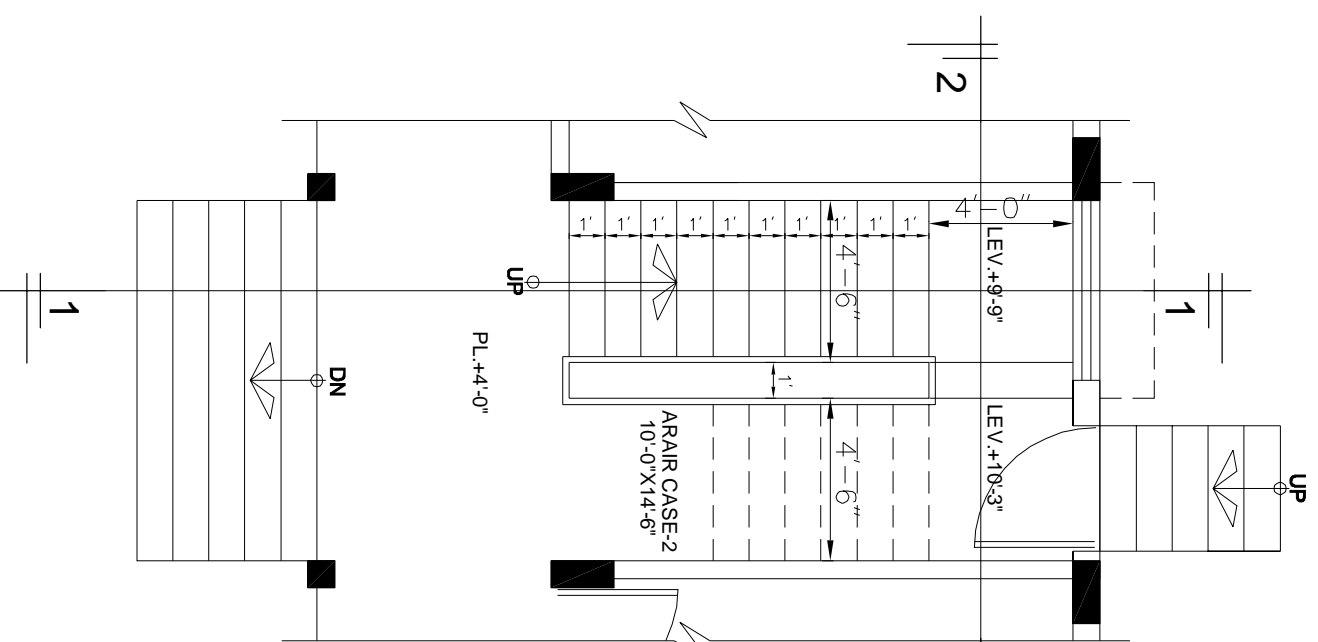 2
1' 1' 1' 1' 1' 1' 1' 1' 1' 1'
4'-0"
LEV.+9'-9"
4'-6"
UP
1
1
PL.+4'-0"
DN
1'
LEV.+10'-3"
ARAIR CASE-2
10'-0"X14'-6"
4'-6"
UP